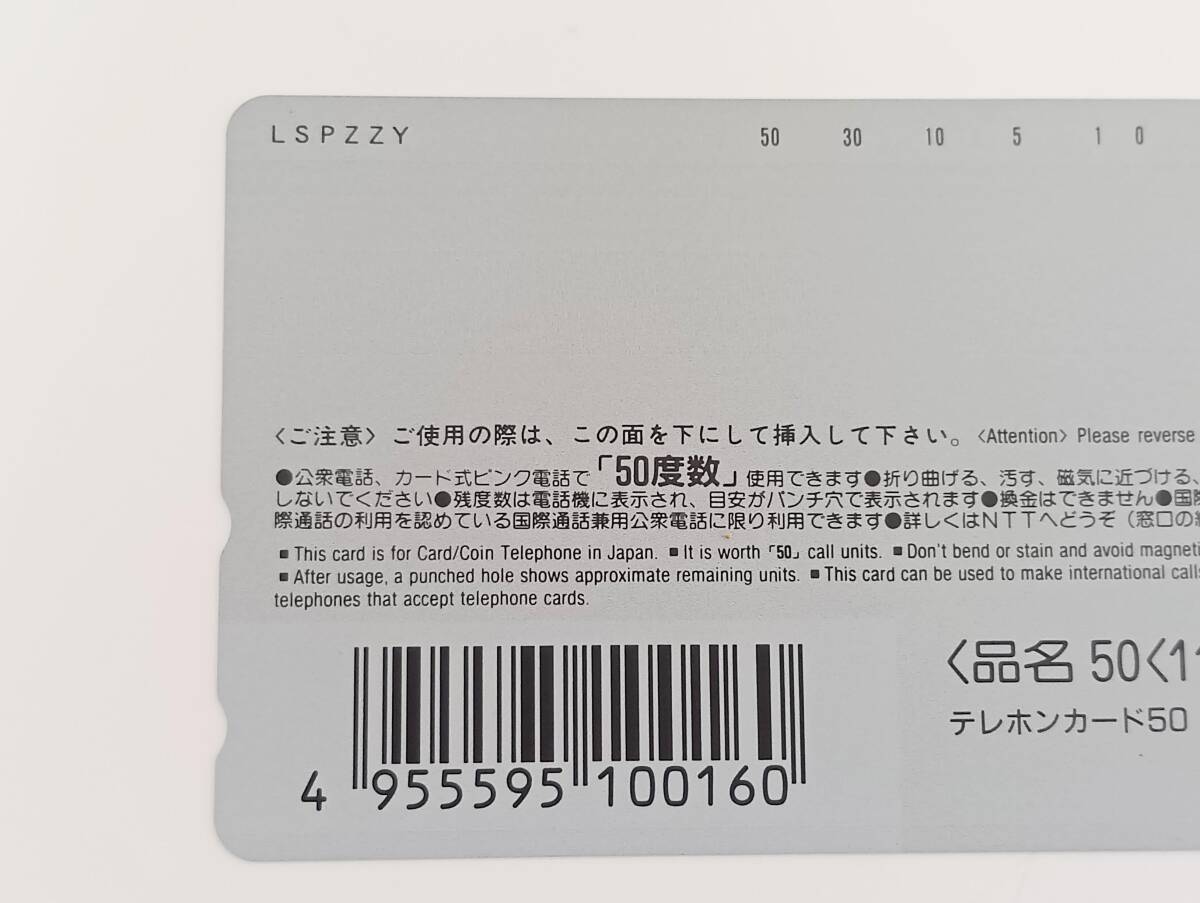 LSPZZY 50 30 10 5 1 0
〈ご注意〉ご使用の際は、この面を下にして挿入して下さい。〈Attention〉 Please reverse
●公衆電話、カード式ピンク電話で「50度数」使用できます●折り曲げる、汚す、磁気に近づける、
しないでください●残度数は電話機に表示され、目安がパンチ穴で表示されます●換金はできません●国際
際通話の利用を認めている国際通話兼用公衆電話に限り利用できます●詳しくはNTTへどうぞ（窓口の
■This card is for Card/Coin Telephone in Japan. ■It is worth「50」call units. ■Don't bend or stain and avoid
■After usage, a punched hole shows approximate remaining units. ■This card can be used to make international calls
telephones that accept telephone cards.
〈品名 50〈11
テレホンカード50
4 955595 100160